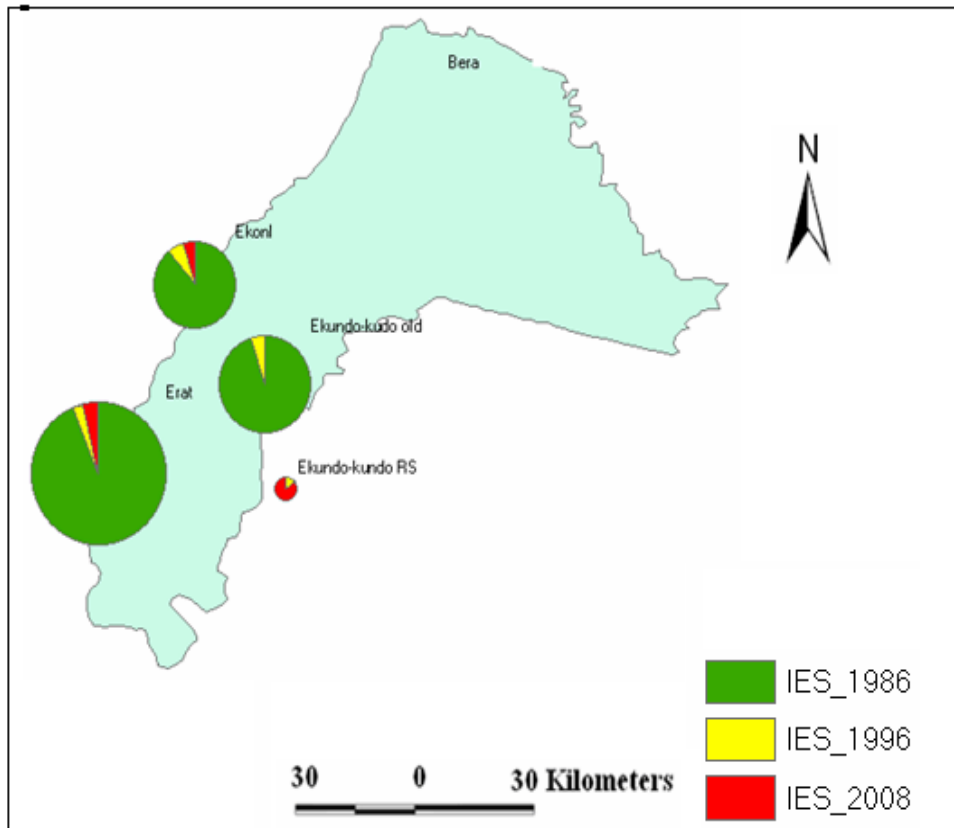 Bera
N
Ekonl
Ekundo-kudo old
Erat
Ekundo-kundo RS
IES_1986
IES_1996
IES_2008
30 0 30 Kilometers